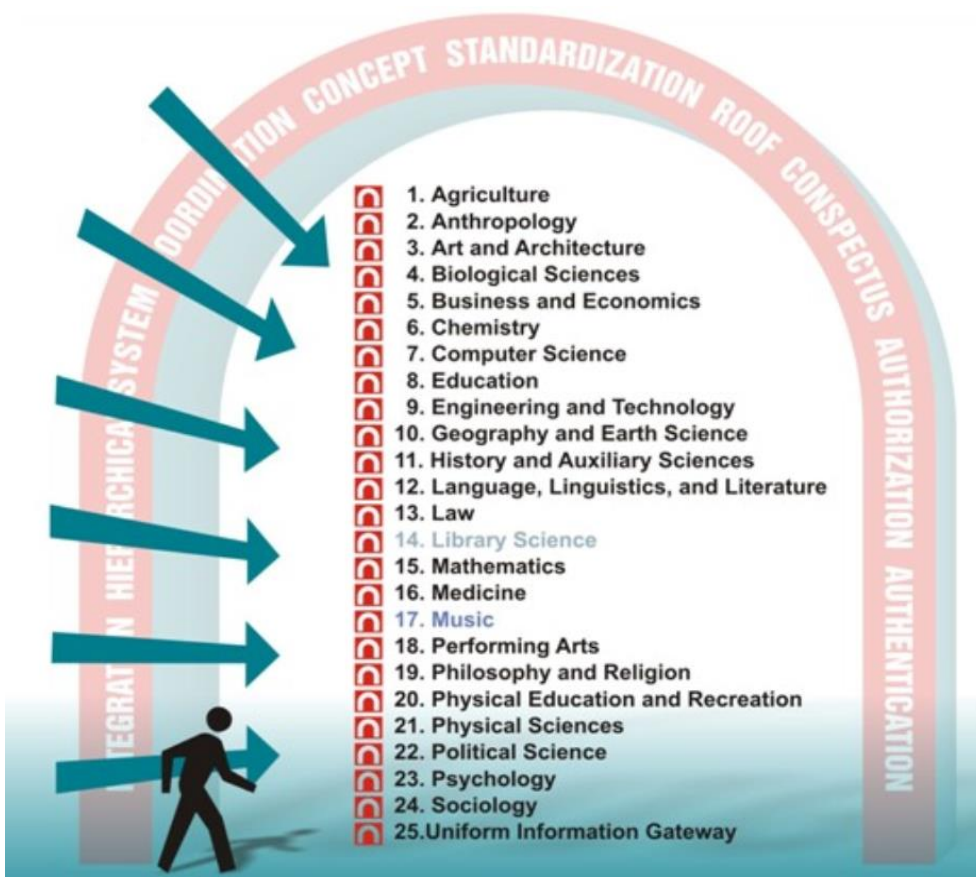 INTEGRATION HIERARCHICAL SYSTEM COORDINATION CONCEPT STANDARDIZATION ROOF CONSPECTUS AUTHORIZATION AUTHENTICATION
1. Agriculture
2. Anthropology
3. Art and Architecture
4. Biological Sciences
5. Business and Economics
6. Chemistry
7. Computer Science
8. Education
9. Engineering and Technology
10. Geography and Earth Science
11. History and Auxiliary Sciences
12. Language, Linguistics, and Literature
13. Law
14. Library Science
15. Mathematics
16. Medicine
17. Music
18. Performing Arts
19. Philosophy and Religion
20. Physical Education and Recreation
21. Physical Sciences
22. Political Science
23. Psychology
24. Sociology
25.Uniform Information Gateway